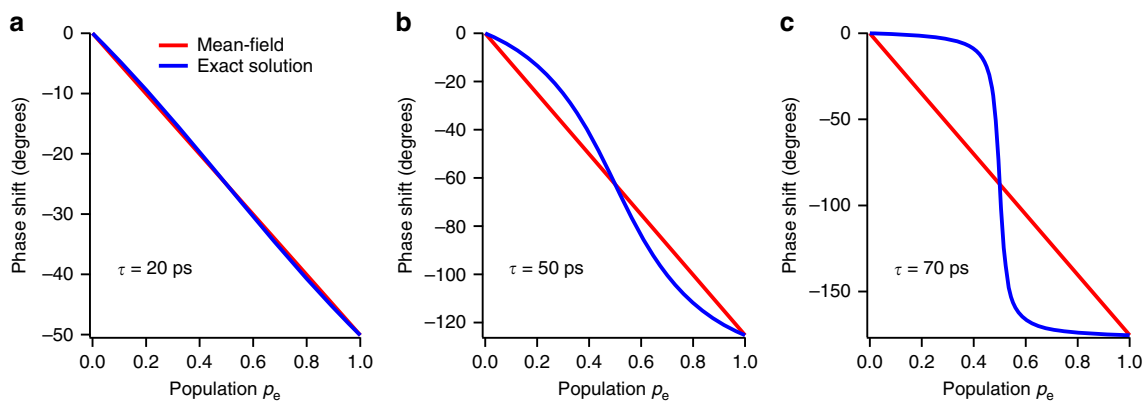 a
Mean-field
Exact solution
−0
−10
−20
−30
−40
−50
Phase shift (degrees)
τ = 20 ps
0.0 0.2 0.4 0.6 0.8 1.0
Population pe
b
0
−20
−40
−60
−80
−100
−120
Phase shift (degrees)
τ = 50 ps
0.0 0.2 0.4 0.6 0.8 1.0
Population pe
c
0
−50
−100
−150
Phase shift (degrees)
τ = 70 ps
0.0 0.2 0.4 0.6 0.8 1.0
Population pe